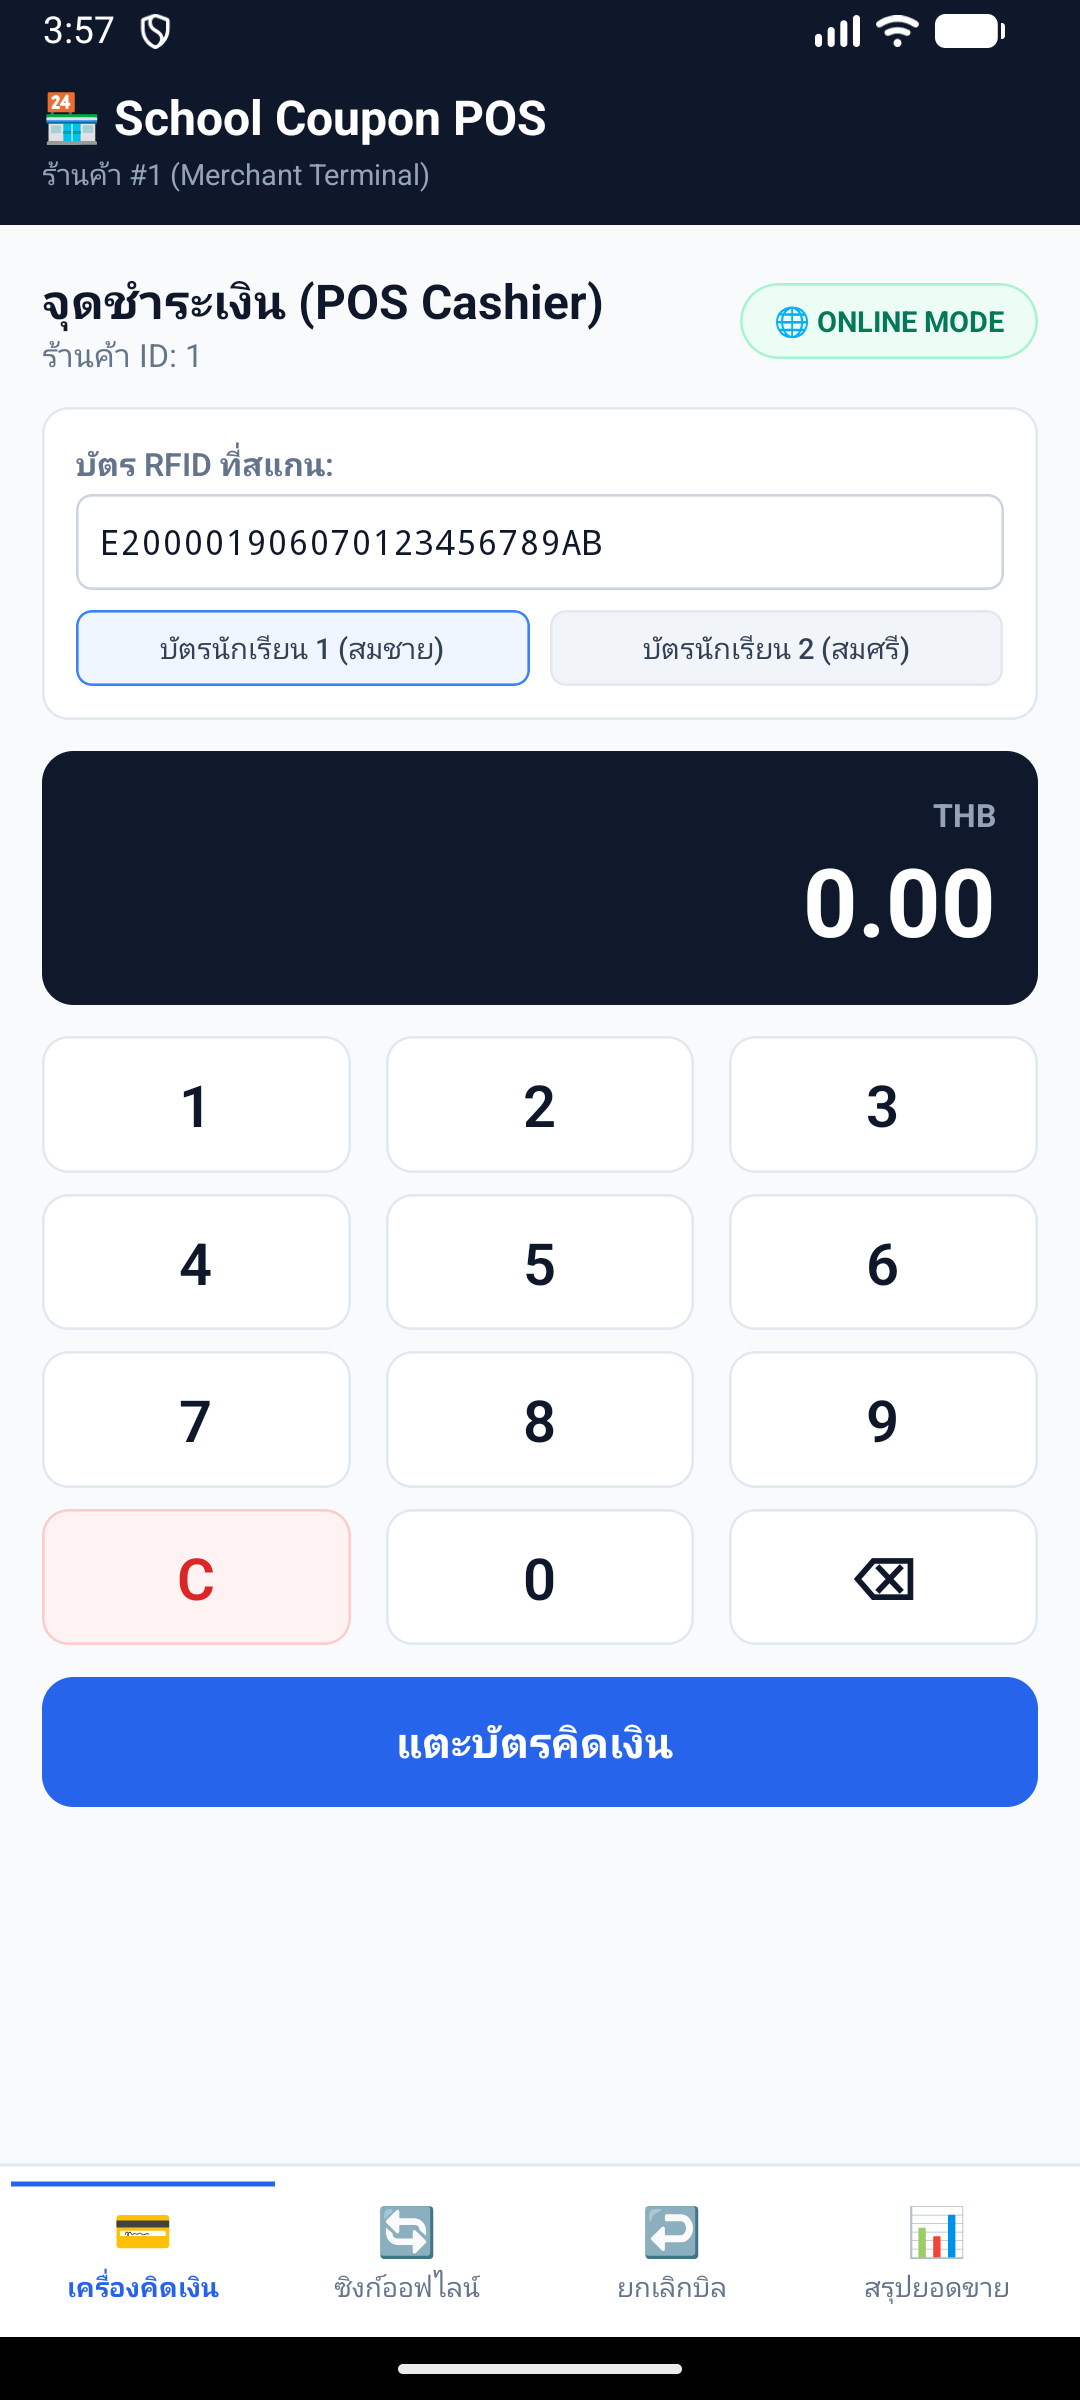 3:57
School Coupon POS
ร้านค้า #1 (Merchant Terminal)
จุดชำระเงิน (POS Cashier)
ร้านค้า ID: 1
ONLINE MODE
บัตร RFID ที่สแกน:
E200001906070123456789AB
บัตรนักเรียน 1 (สมชาย)
บัตรนักเรียน 2 (สมศรี)
THB
0.00
1 2 3
4 5 6
7 8 9
C 0
แตะบัตรคิดเงิน
เครื่องคิดเงิน
ซิงก์ออฟไลน์
ยกเลิกบิล
สรุปยอดขาย